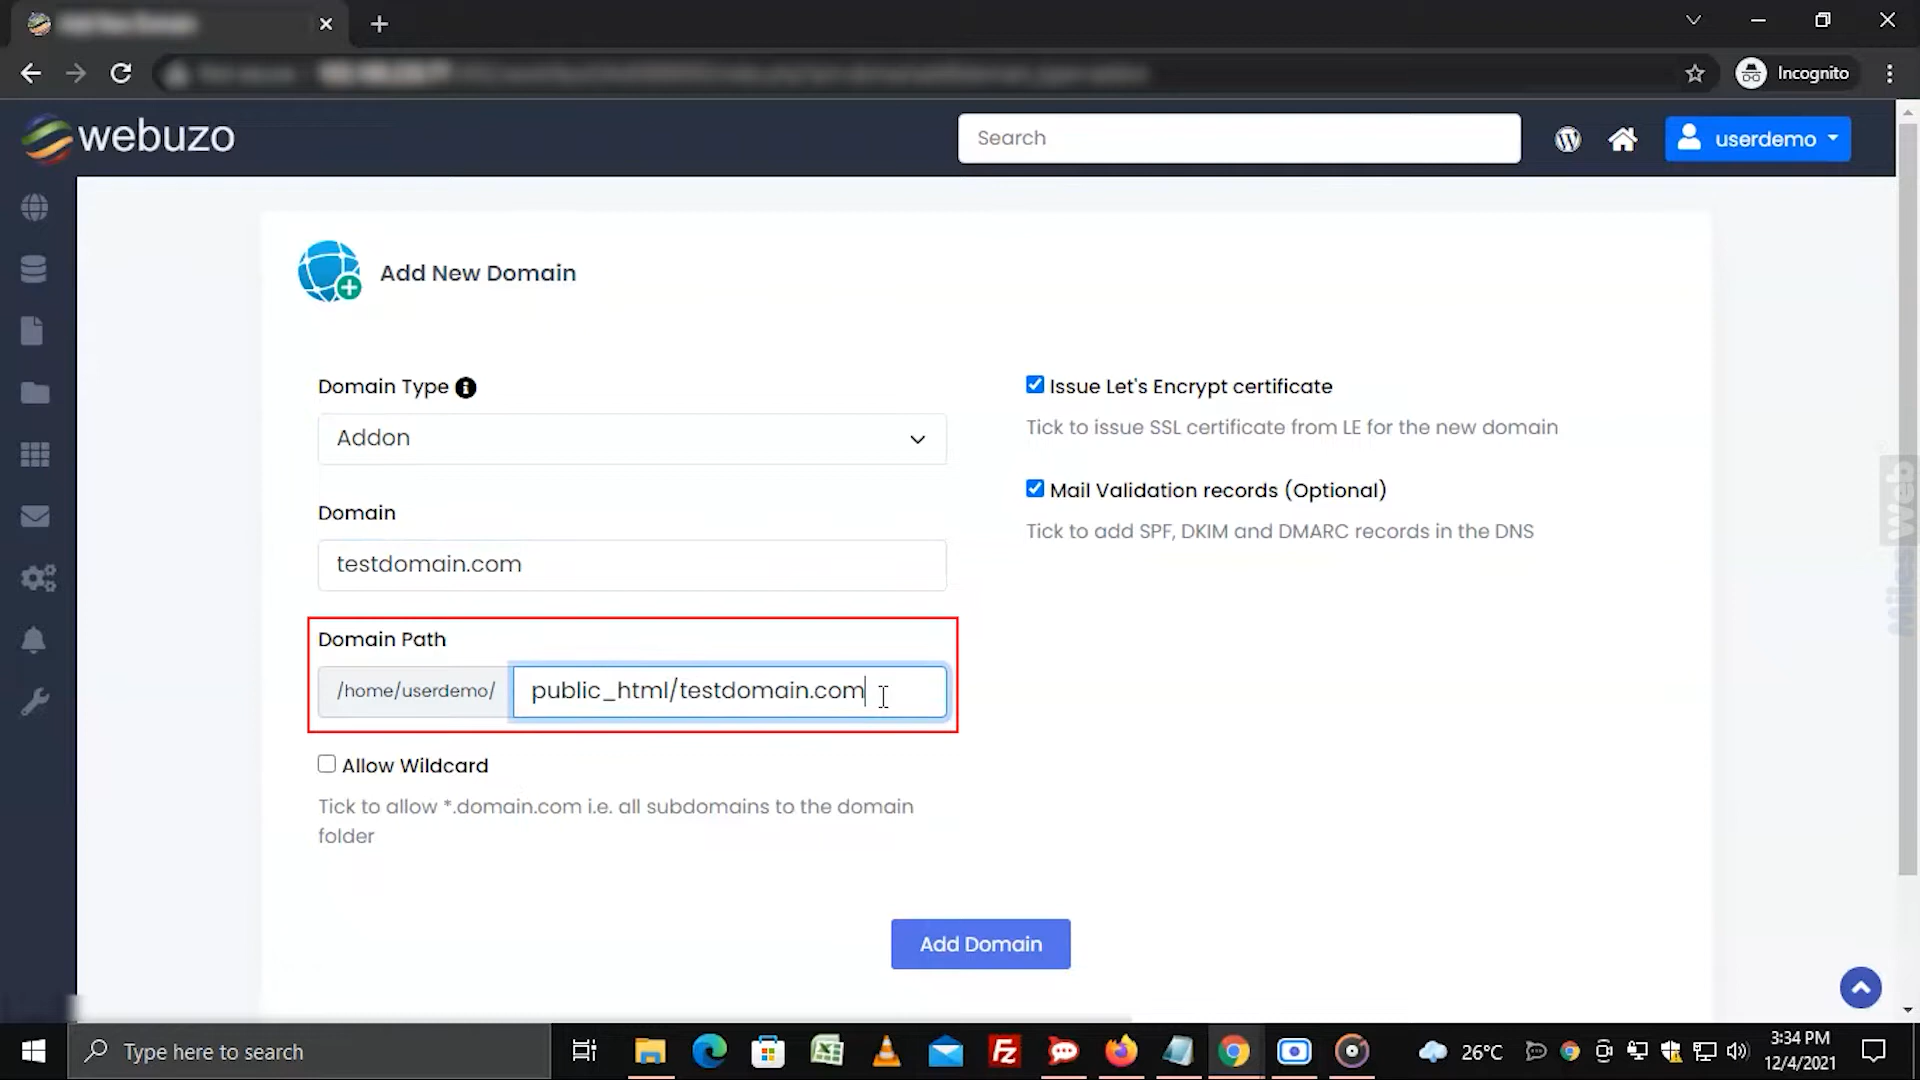 Incognito
webuzo
Search
userdemo
Add New Domain
Domain Type
Addon
Issue Let's Encrypt certificate
Tick to issue SSL certificate from LE for the new domain
Domain
testdomain.com
Mail Validation records (Optional)
Tick to add SPF, DKIM and DMARC records in the DNS
MilesWeb
Domain Path
/home/userdemo/ public_html/testdomain.com
Allow Wildcard
Tick to allow *.domain.com i.e. all subdomains to the domain
folder
Add Domain
Type here to search
26°C
3:34 PM
12/4/2021